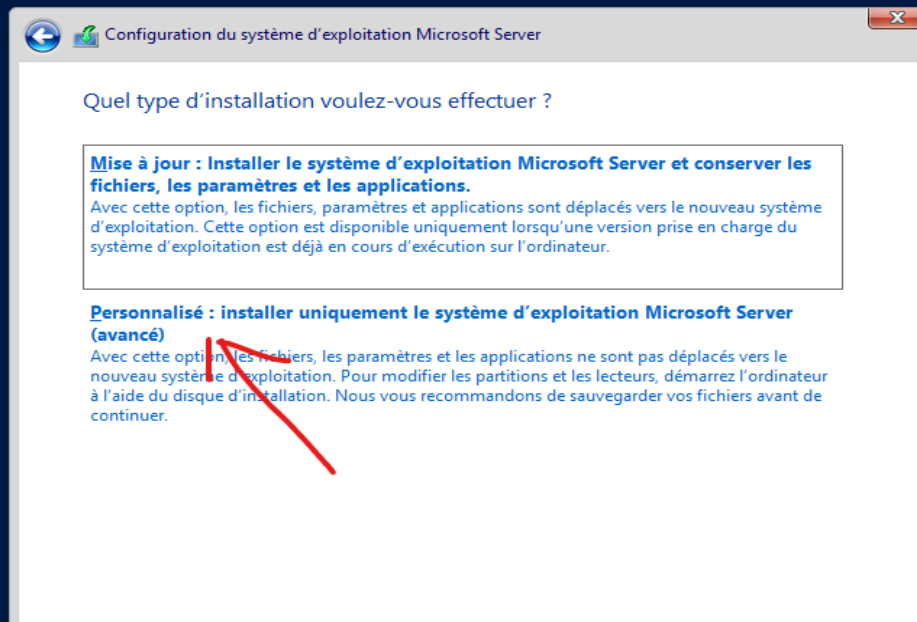 Configuration du système d'exploitation Microsoft Server
Quel type d'installation voulez-vous effectuer ?
Mise à jour : Installer le système d'exploitation Microsoft Server et conserver les
fichiers, les paramètres et les applications.
Avec cette option, les fichiers, paramètres et applications sont déplacés vers le nouveau système
d'exploitation. Cette option est disponible uniquement lorsqu'une version prise en charge du
système d'exploitation est déjà en cours d'exécution sur l'ordinateur.
Personnalisé : installer uniquement le système d'exploitation Microsoft Server
(avancé)
Avec cette option, les fichiers, les paramètres et les applications ne sont pas déplacés vers le
nouveau système d'exploitation. Pour modifier les partitions et les lecteurs, démarrez l'ordinateur
à l'aide du disque d'installation. Nous vous recommandons de sauvegarder vos fichiers avant de
continuer.